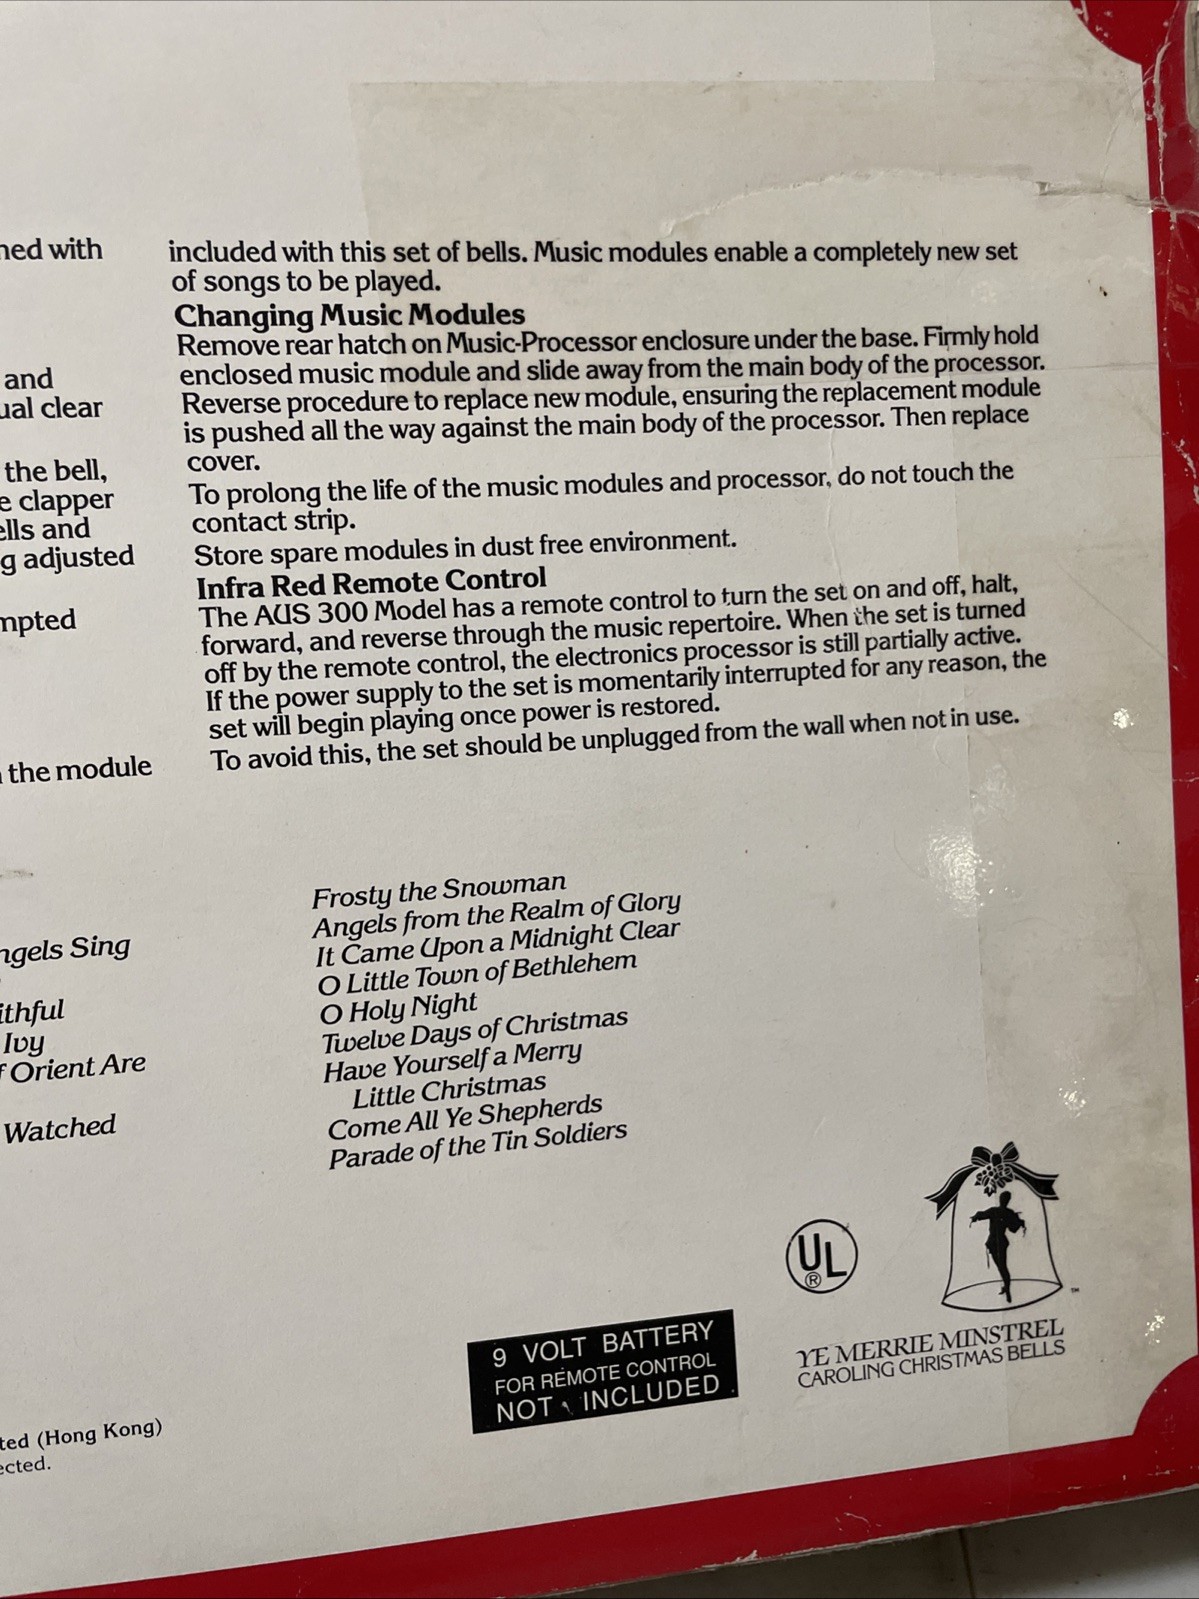 ned with
and
ual clear
the bell,
e clapper
ells and
g adjusted
mpted
the module
included with this set of bells. Music modules enable a completely new set
of songs to be played.
Changing Music Modules
Remove rear hatch on Music-Processor enclosure under the base. Firmly hold
enclosed music module and slide away from the main body of the processor.
Reverse procedure to replace new module, ensuring the replacement module
is pushed all the way against the main body of the processor. Then replace
cover.
To prolong the life of the music modules and processor, do not touch the
contact strip.
Store spare modules in dust free environment.
Infra Red Remote Control
The AUS 300 Model has a remote control to turn the set on and off, halt,
forward, and reverse through the music repertoire. When the set is turned
off by the remote control, the electronics processor is still partially active.
If the power supply to the set is momentarily interrupted for any reason, the
set will begin playing once power is restored.
To avoid this, the set should be unplugged from the wall when not in use.
ngels Sing
ithful
Ivy
f Orient Are
Watched
Frosty the Snowman
Angels from the Realm of Glory
It Came Upon a Midnight Clear
O Little Town of Bethlehem
O Holy Night
Twelve Days of Christmas
Have Yourself a Merry
Little Christmas
Come All Ye Shepherds
Parade of the Tin Soldiers
UL
®
™
YE MERRIE MINSTREL
CAROLING CHRISTMAS BELLS
9 VOLT BATTERY
FOR REMOTE CONTROL
NOT INCLUDED
ted (Hong Kong)
ected.